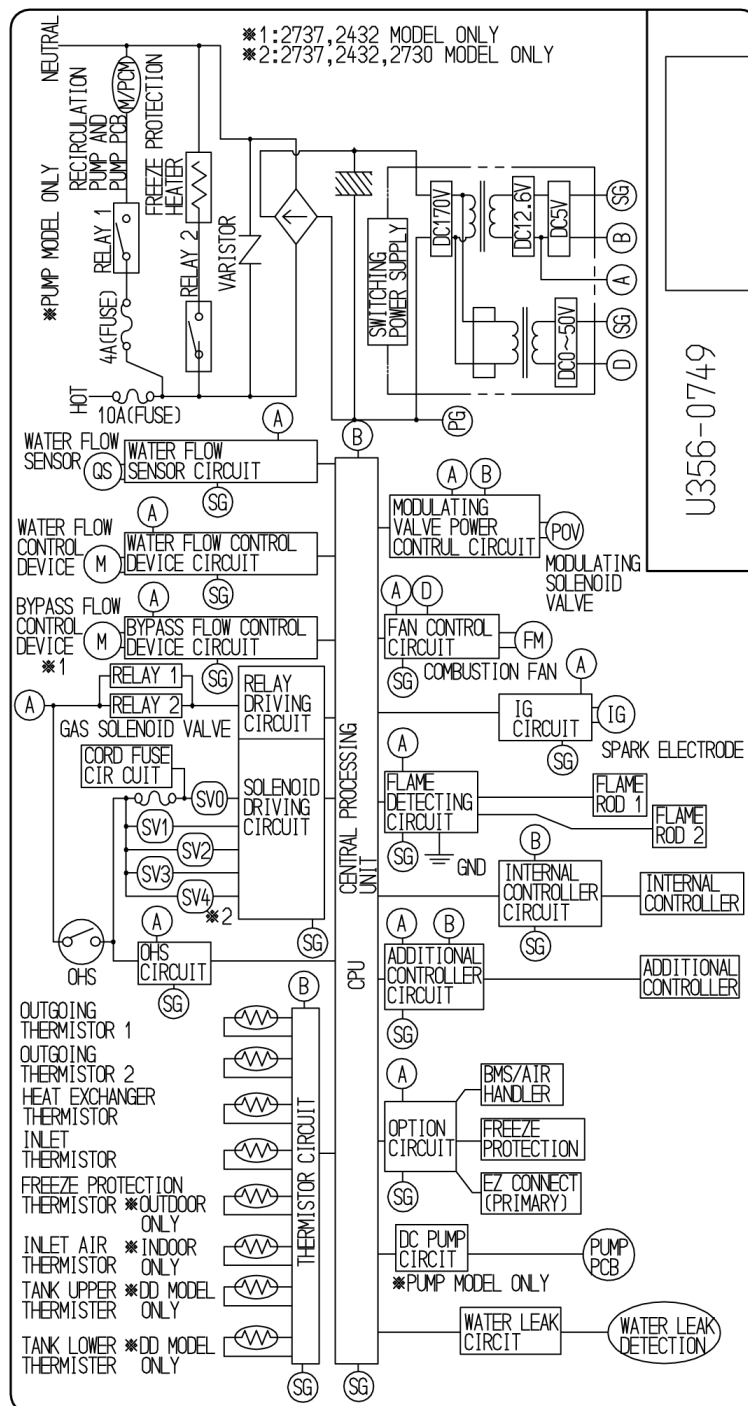 ※1:2737,2432 MODEL ONLY
※2:2737,2432,2730 MODEL ONLY
NEUTRAL
RECIRCULATION
PUMP AND
PUMP PCB
M/PCM
FREEZE PROTECTION
HEATER
※PUMP MODEL ONLY
RELAY 1
RELAY 2
VARISTOR
4A(FUSE)
HOT
10A(FUSE)
SWITCHING
POWER SUPPLY
DC170V
DC12.6V
DC5V
SG
B
A
SG
D
DC0~50V
PG
U356-0749
WATER FLOW
SENSOR
QS
WATER FLOW
SENSOR CIRCUIT
A
SG
B
WATER FLOW
CONTROL
DEVICE
M
WATER FLOW CONTROL
DEVICE CIRCUIT
A
SG
BYPASS FLOW
CONTROL
DEVICE
※1
M
BYPASS FLOW CONTROL
DEVICE CIRCUIT
A
SG
A
RELAY 1
RELAY 2
RELAY
DRIVING
CIRCUIT
GAS SOLENOID VALVE
CORD FUSE
CIR CUIT
SV0
SV1
SV2
SV3
SV4
※2
SOLENOID
DRIVING
CIRCUIT
SG
OHS
A
OHS
CIRCUIT
SG
CENTRAL PROCESSING
UNIT
CPU
SG
A
B
MODULATING
VALVE POWER
CONTRUL CIRCUIT
POV
MODULATING
SOLENOID
VALVE
A
D
FAN CONTROL
CIRCUIT
FM
SG
COMBUSTION FAN
A
IG
CIRCUIT
IG
SG
SPARK ELECTRODE
A
FLAME
DETECTING
CIRCUIT
SG
GND
FLAME
ROD 1
FLAME
ROD 2
B
INTERNAL
CONTROLLER
CIRCUIT
SG
INTERNAL
CONTROLLER
A
B
ADDITIONAL
CONTROLLER
CIRCUIT
SG
ADDITIONAL
CONTROLLER
A
OPTION
CIRCUIT
SG
BMS/AIR
HANDLER
FREEZE
PROTECTION
EZ CONNECT
(PRIMARY)
DC PUMP
CIRCIT
※PUMP MODEL ONLY
PUMP
PCB
WATER LEAK
CIRCIT
WATER LEAK
DETECTION
B
THERMISTOR CIRCUIT
SG
OUTGOING
THERMISTOR 1
OUTGOING
THERMISTOR 2
HEAT EXCHANGER
THERMISTOR
INLET
THERMISTOR
FREEZE PROTECTION
THERMISTOR ※OUTDOOR
ONLY
INLET AIR ※INDOOR
THERMISTOR ONLY
TANK UPPER ※DD MODEL
THERMISTER ONLY
TANK LOWER ※DD MODEL
THERMISTER ONLY